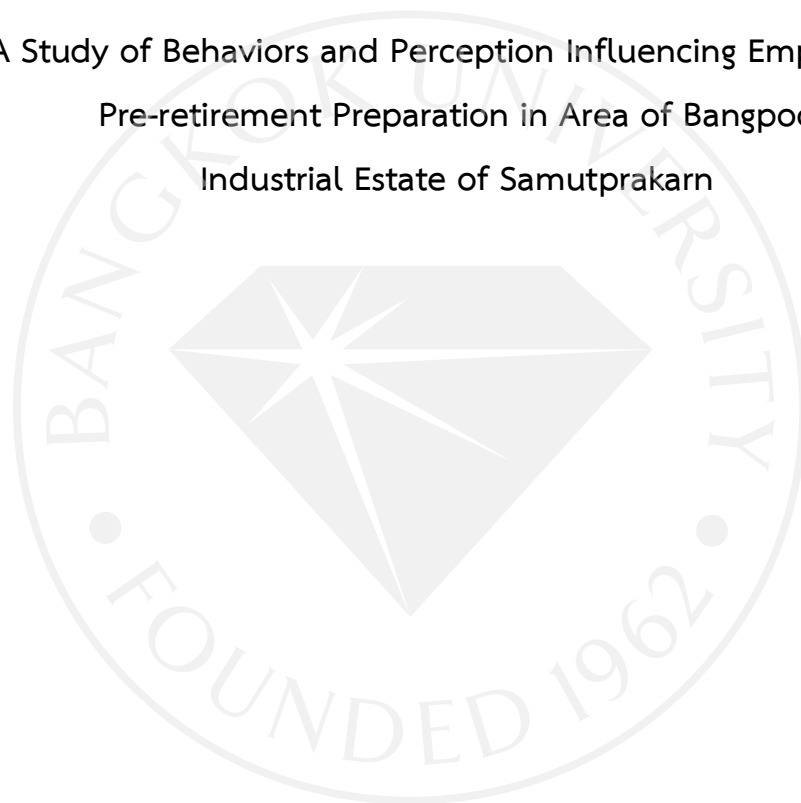 A Study of Behaviors and Perception Influencing
Pre-retirement Preparation in Area of
Industrial Estate of Samutprakarn
BANGKOK UNIVERSITY
FOUNDED 1962